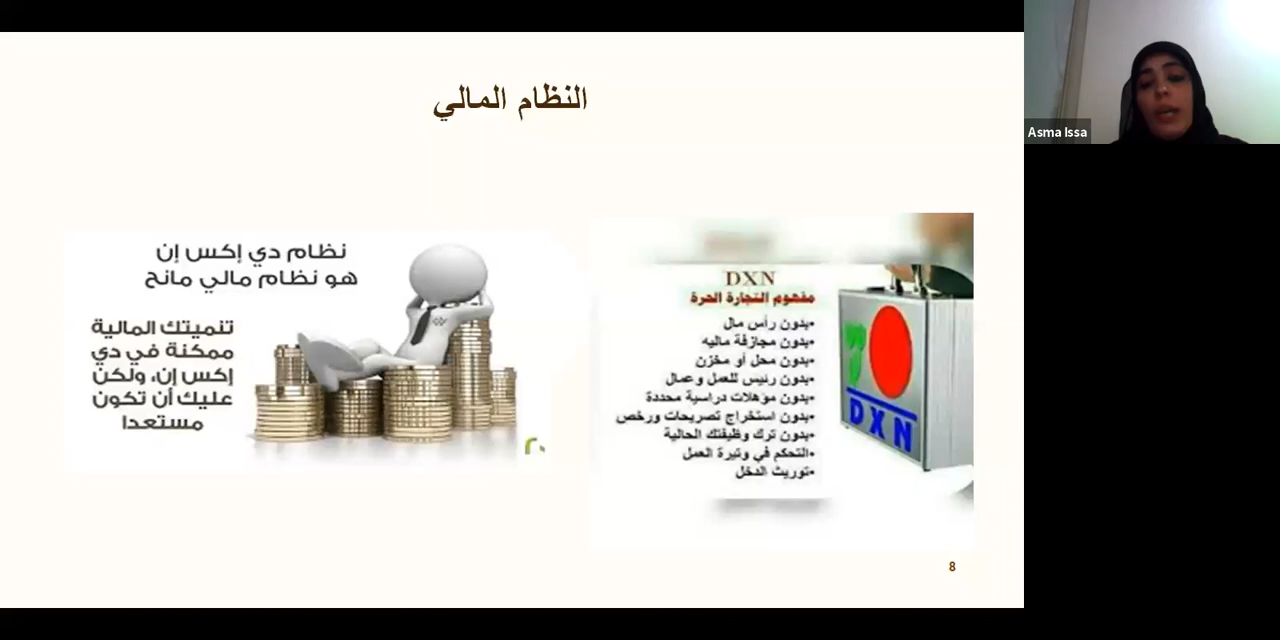 النظام المالي
DXN
مفهوم التجارة الحرة
•بدون رأس مال
•بدون مجازفة ماليه
•بدون محل أو مخزن
•بدون رئيس للعمل وعمال
•بدون مؤهلات دراسية محددة
•بدون استخراج تصريحات ورخص
•بدون ترك وظيفتك الحالية
•التحكم في وتيرة العمل
•توريث الدخل
DXN
نظام دي إكس إن
هو نظام مالي مانح
تنميتك المالية
ممكنة في دي
إكس إن، ولكن
عليك أن تكون
مستعدا
8
Asma Issa